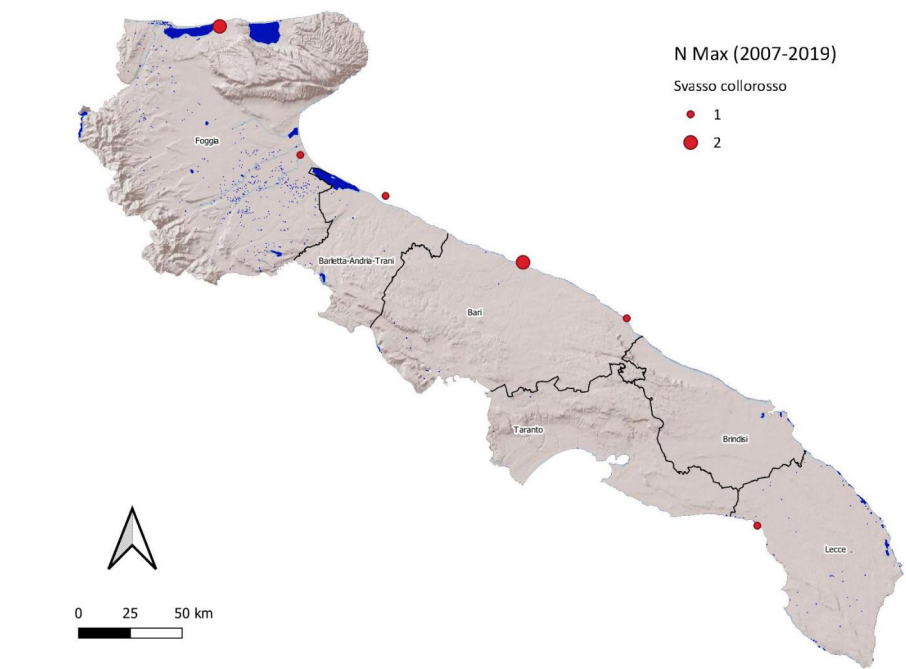 N Max (2007-2019)
Svasso collorosso
1
2
Foggia
Barletta-Andria-Trani
Bari
Taranto
Brindisi
Lecce
0 25 50 km